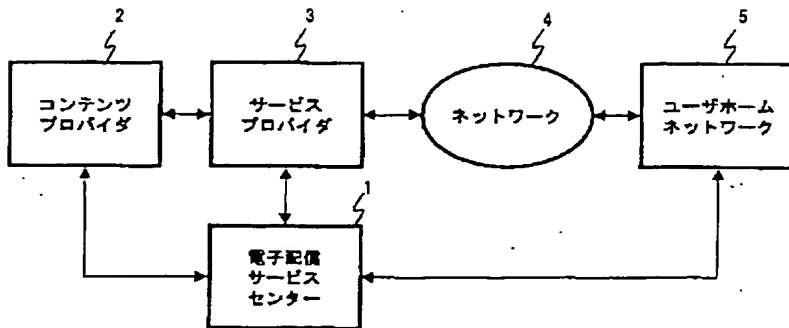 2
3
4
5
コンテンツ
プロバイダ
サービス
プロバイダ
ネットワーク
ユーザホーム
ネットワーク
1
電子配信
サービス
センター